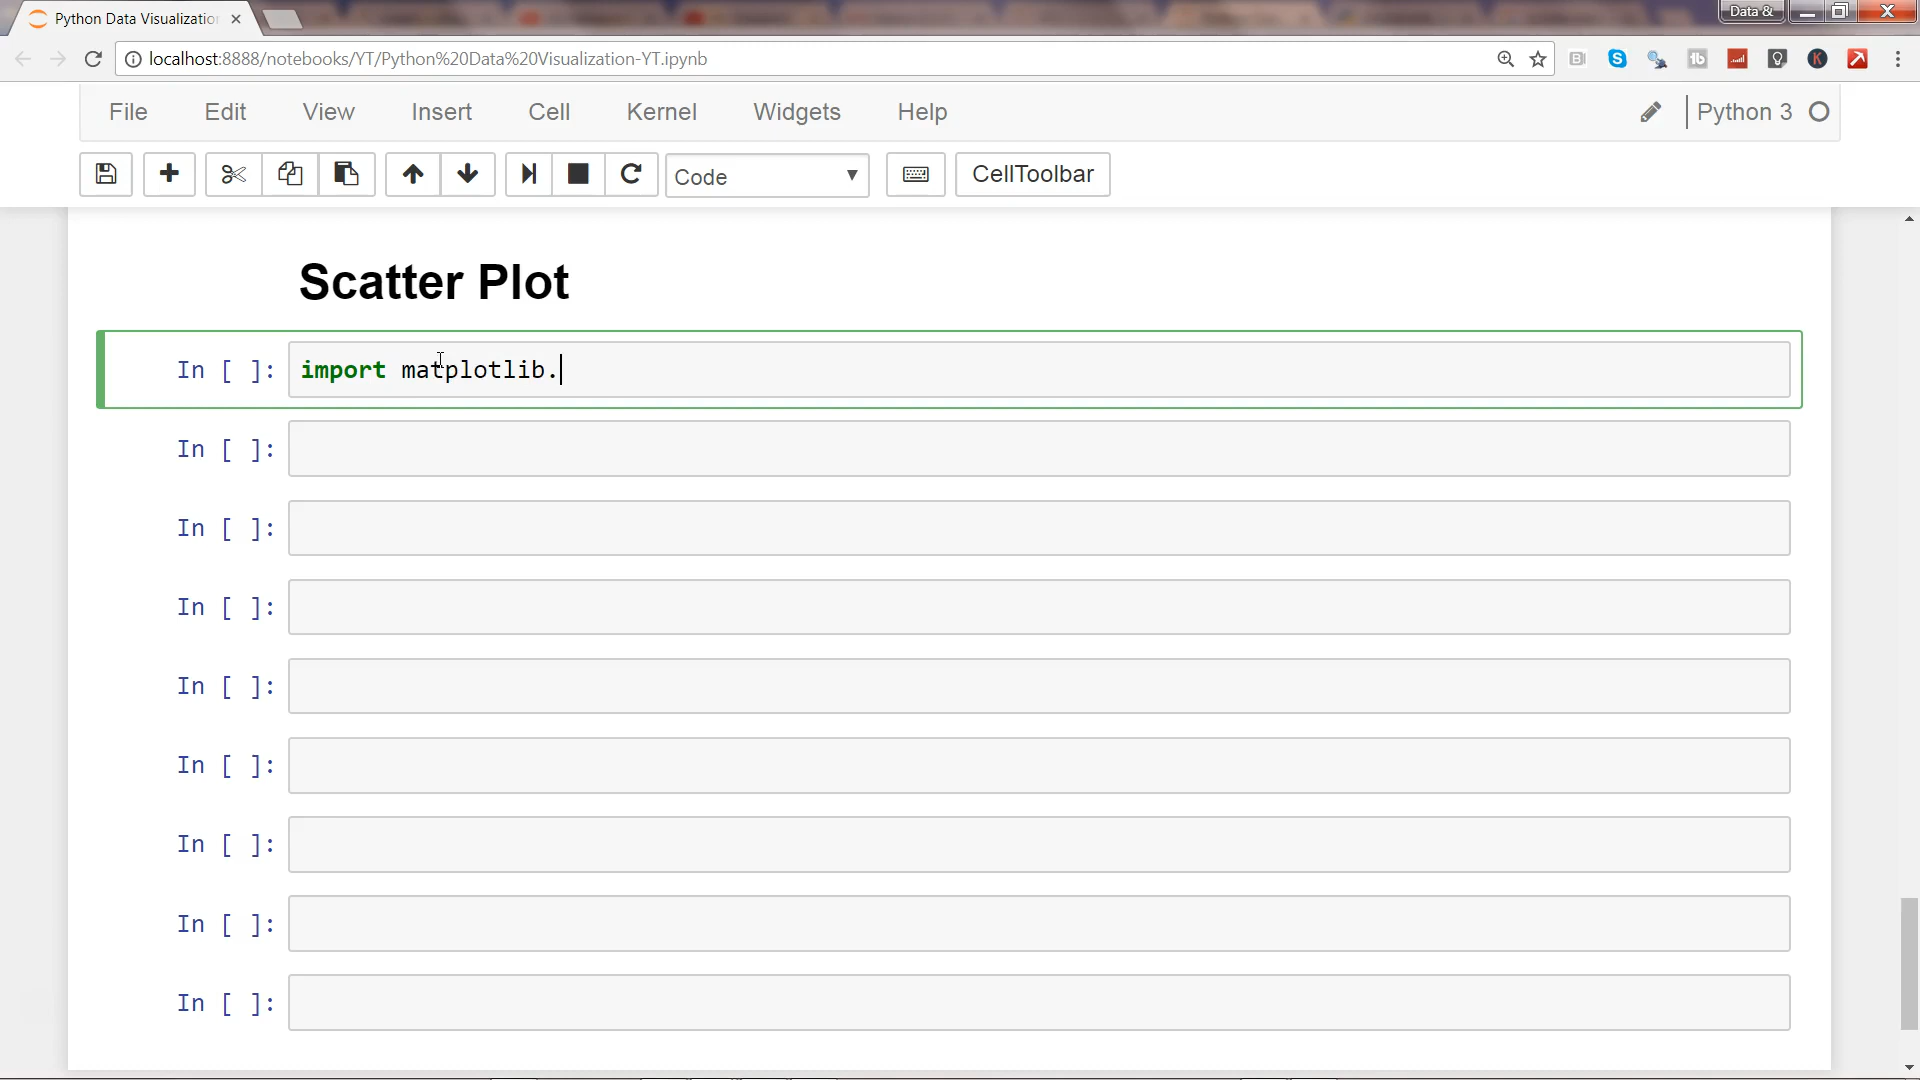 Python Data Visualizatio
Data &
localhost:8888/notebooks/YT/Python%20Data%20Visualization-YT.ipynb
File Edit View Insert Cell Kernel Widgets Help Python 3
Code CellToolbar
Scatter Plot
In [ ]: import matplotlib.
In [ ]:
In [ ]:
In [ ]:
In [ ]:
In [ ]:
In [ ]:
In [ ]:
In [ ]: